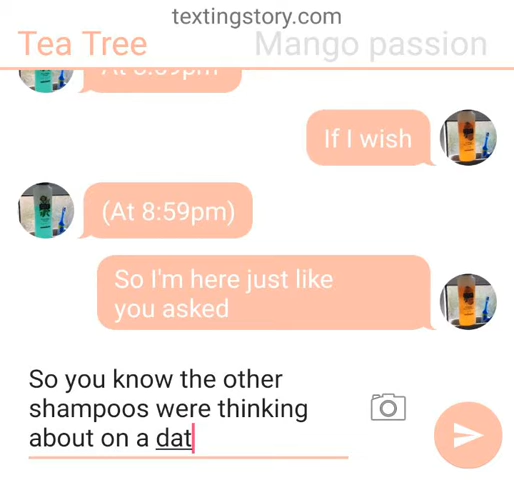 textingstory.com
Tea Tree
Mango passion
If I wish
(At 8:59pm)
So I'm here just like
you asked
So you know the other
shampoos were thinking
about on a dat